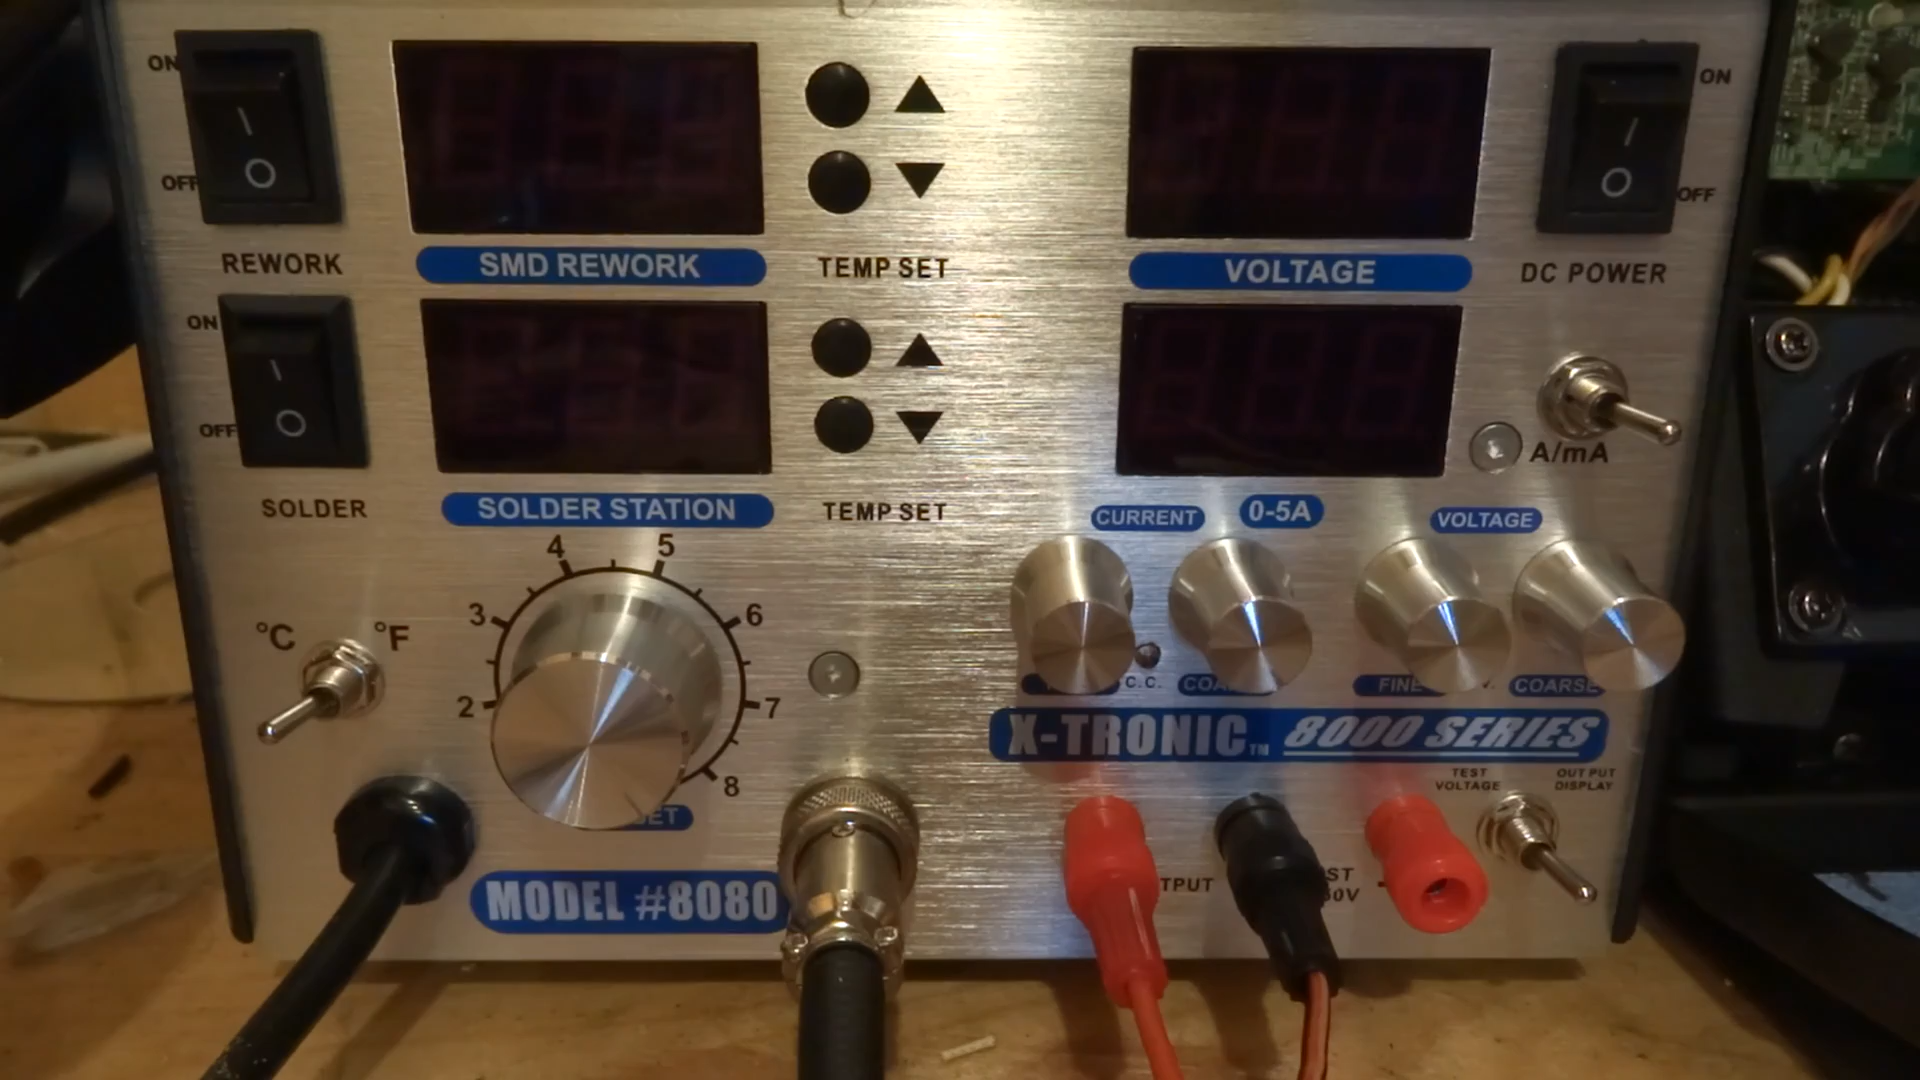 ON
OFF
REWORK
SMD REWORK
TEMP SET
VOLTAGE
ON
OFF
DC POWER
ON
OFF
SOLDER
SOLDER STATION
TEMP SET
A/mA
CURRENT
0-5A
VOLTAGE
°C
°F
2
3
4
5
6
7
8
C.C.
FINE
COARSE
X-TRONIC TM 8000 SERIES
TEST
VOLTAGE
OUT PUT
DISPLAY
MODEL #8080